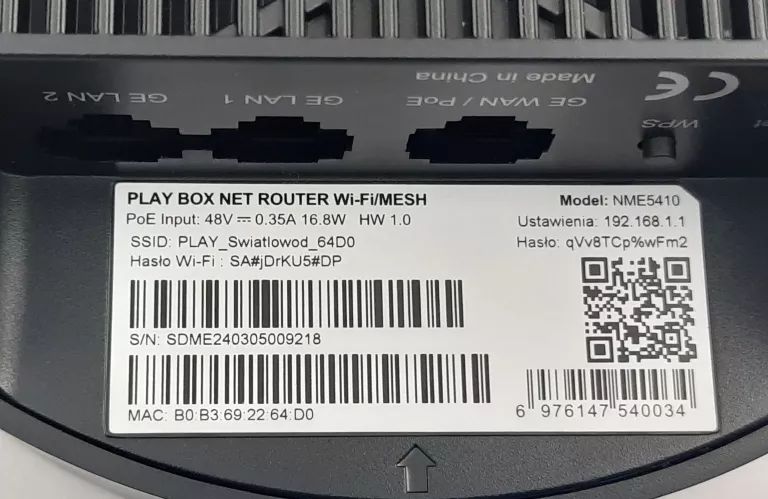 GE LAN 2
GE LAN 1
GE WAN / PoE
Made in China
CE
WPS
PLAY BOX NET ROUTER Wi-Fi/MESH
Model: NME5410
PoE Input: 48V ⎓ 0.35A 16.8W HW 1.0
Ustawienia: 192.168.1.1
SSID: PLAY_Swiatlowod_64D0
Hasło: qVv8TCp%wFm2
Hasło Wi-Fi : SA#jDrKU5#DP
S/N: SDME240305009218
MAC: B0:B3:69:22:64:D0
6 976147 540034